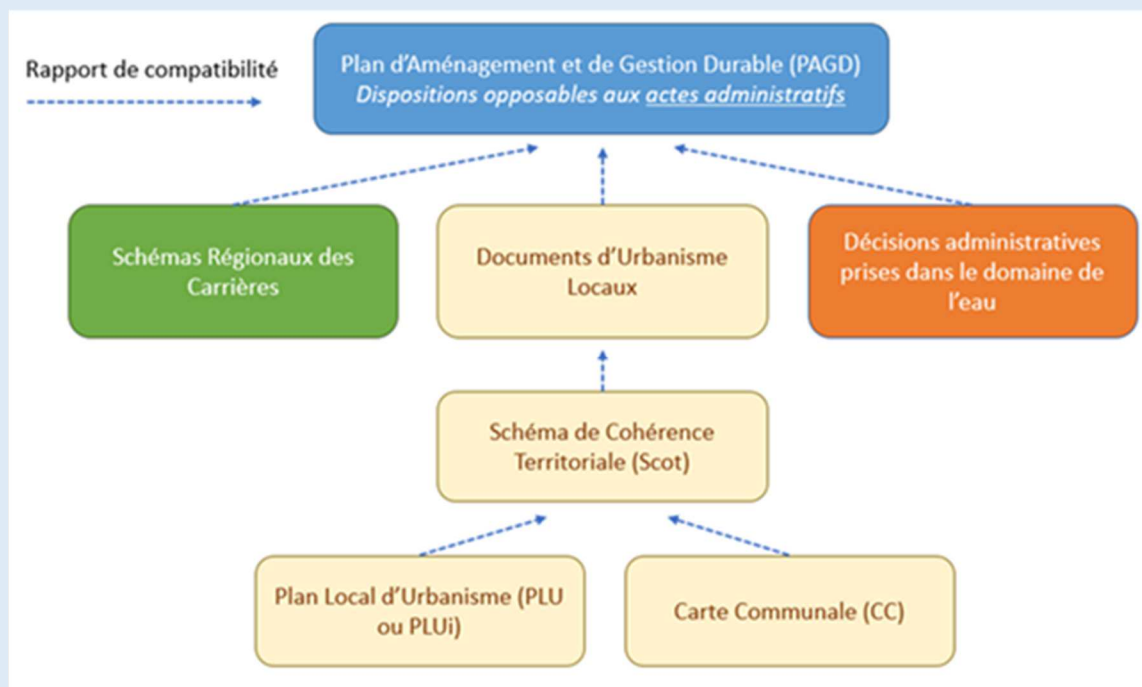 Rapport de compatibilité
Plan d'Aménagement et de Gestion Durable (PAGD)
Dispositions opposables aux actes administratifs
Schémas Régionaux des
Carrières
Documents d'Urbanisme
Locaux
Décisions administratives
prises dans le domaine de
l'eau
Schéma de Cohérence
Territoriale (Scot)
Plan Local d'Urbanisme (PLU
ou PLUi)
Carte Communale (CC)